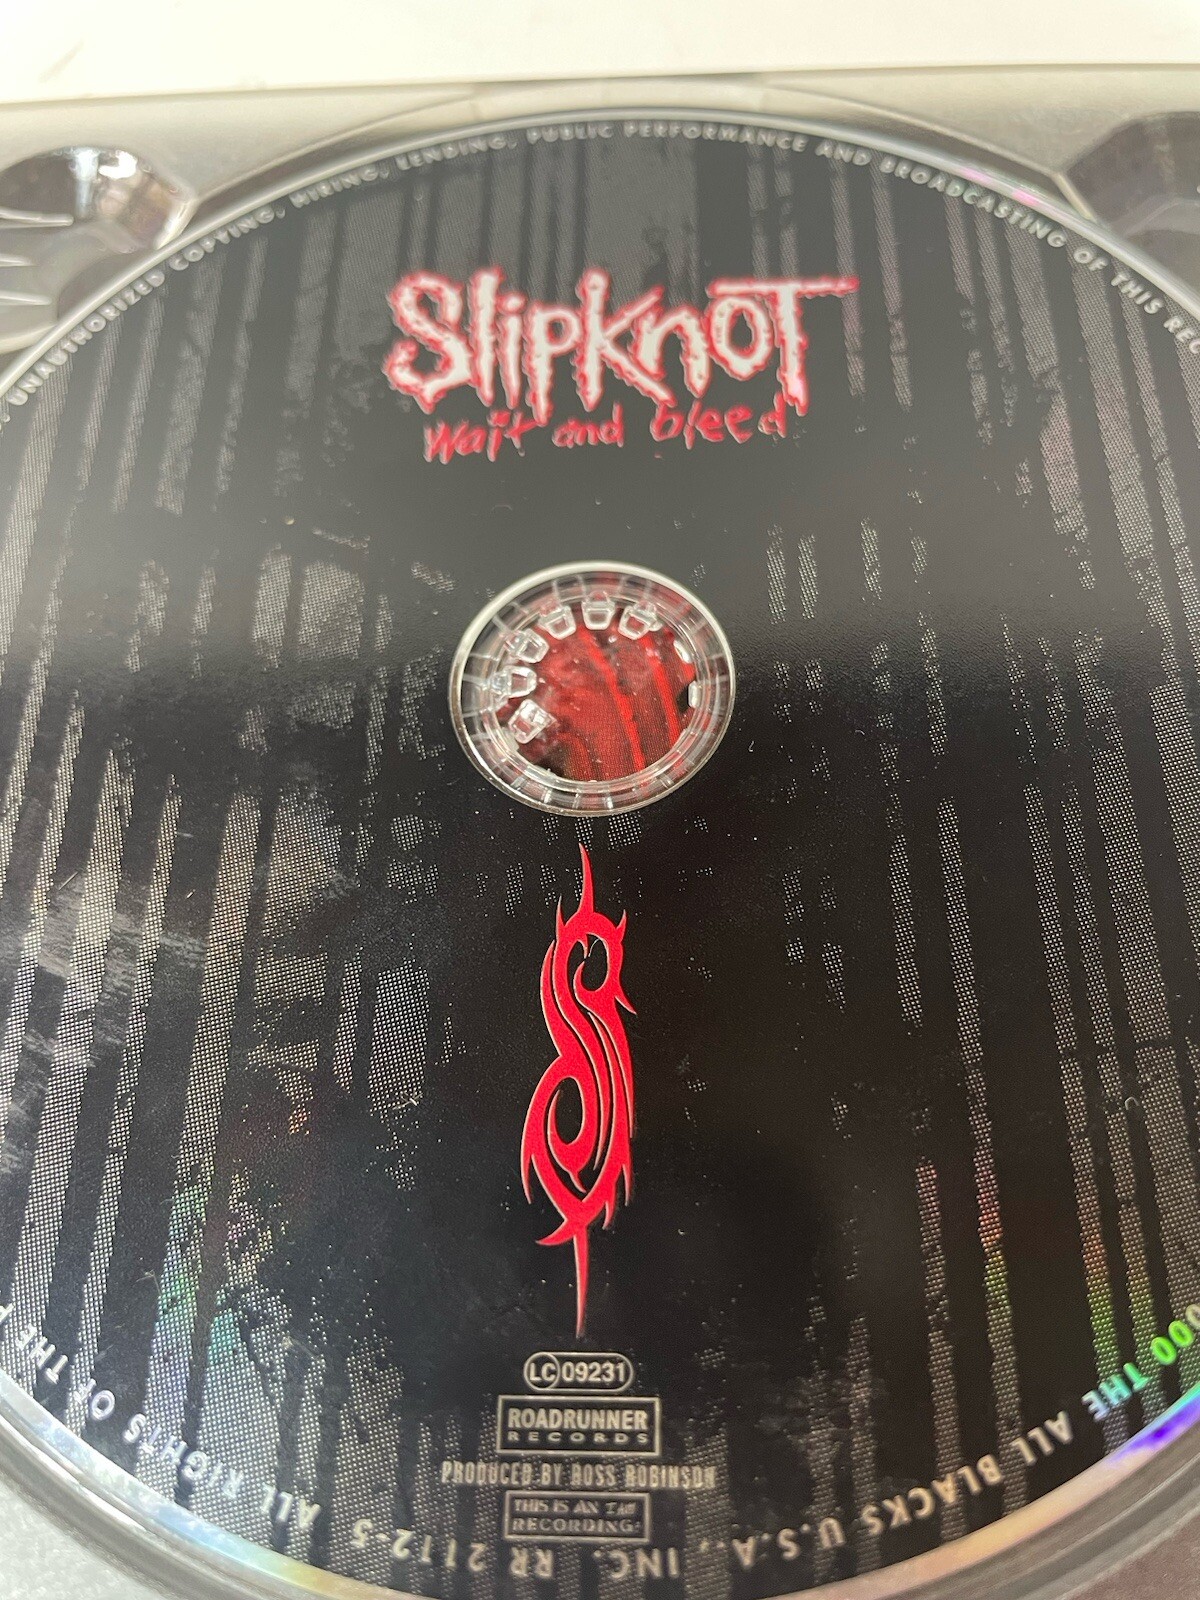 UNAUTHORIZED COPYING, HIRING, LENDING, PUBLIC PERFORMANCE AND BROADCASTING OF THIS REC
SlipknoT
Wait and bleed
LC 09231
ROADRUNNER
RECORDS
PRODUCED BY ROSS ROBINSON
THIS IS AN I AM
RECORDING:
000 THE ALL BLACKS U.S.A., INC. RR 2112-5 ALL RIGHTS OF THE P